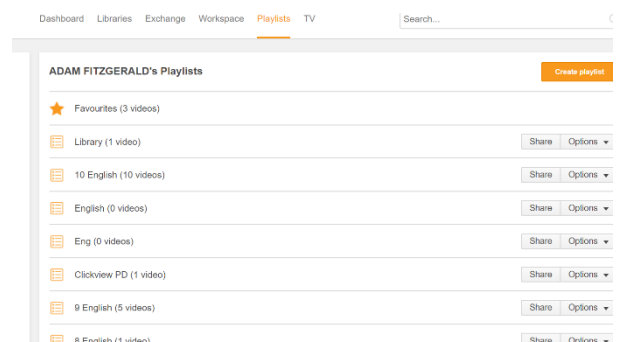 Dashboard Libraries Exchange Workspace Playlists TV Search...
ADAM FITZGERALD's Playlists Create playlist
Favourites (3 videos)
Library (1 video) Share Options
10 English (10 videos) Share Options
English (0 videos) Share Options
Eng (0 videos) Share Options
Clickview PD (1 video) Share Options
9 English (5 videos) Share Options
8 English (1 video) Share Options